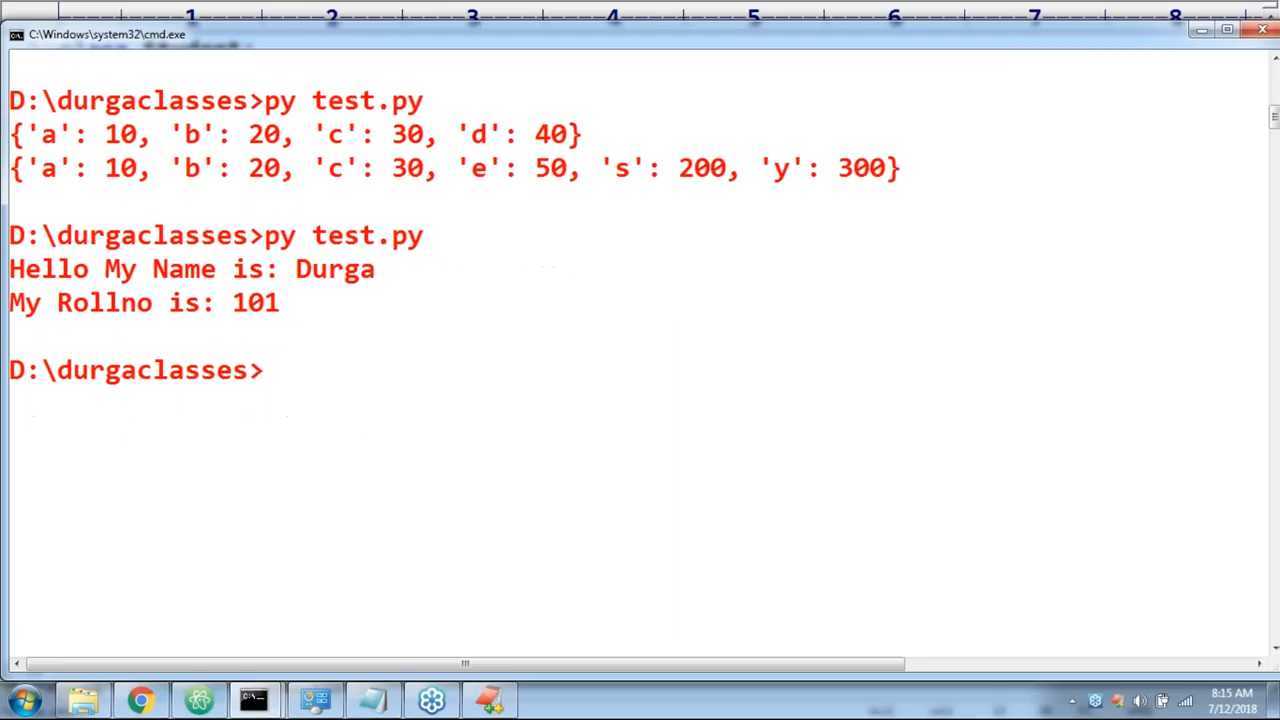 1 2 3 4 5 6 7 8
C:\Windows\system32\cmd.exe
D:\durgaclasses>py test.py
{'a': 10, 'b': 20, 'c': 30, 'd': 40}
{'a': 10, 'b': 20, 'c': 30, 'e': 50, 's': 200, 'y': 300}
D:\durgaclasses>py test.py
Hello My Name is: Durga
My Rollno is: 101
D:\durgaclasses>
8:15 AM
7/12/2018